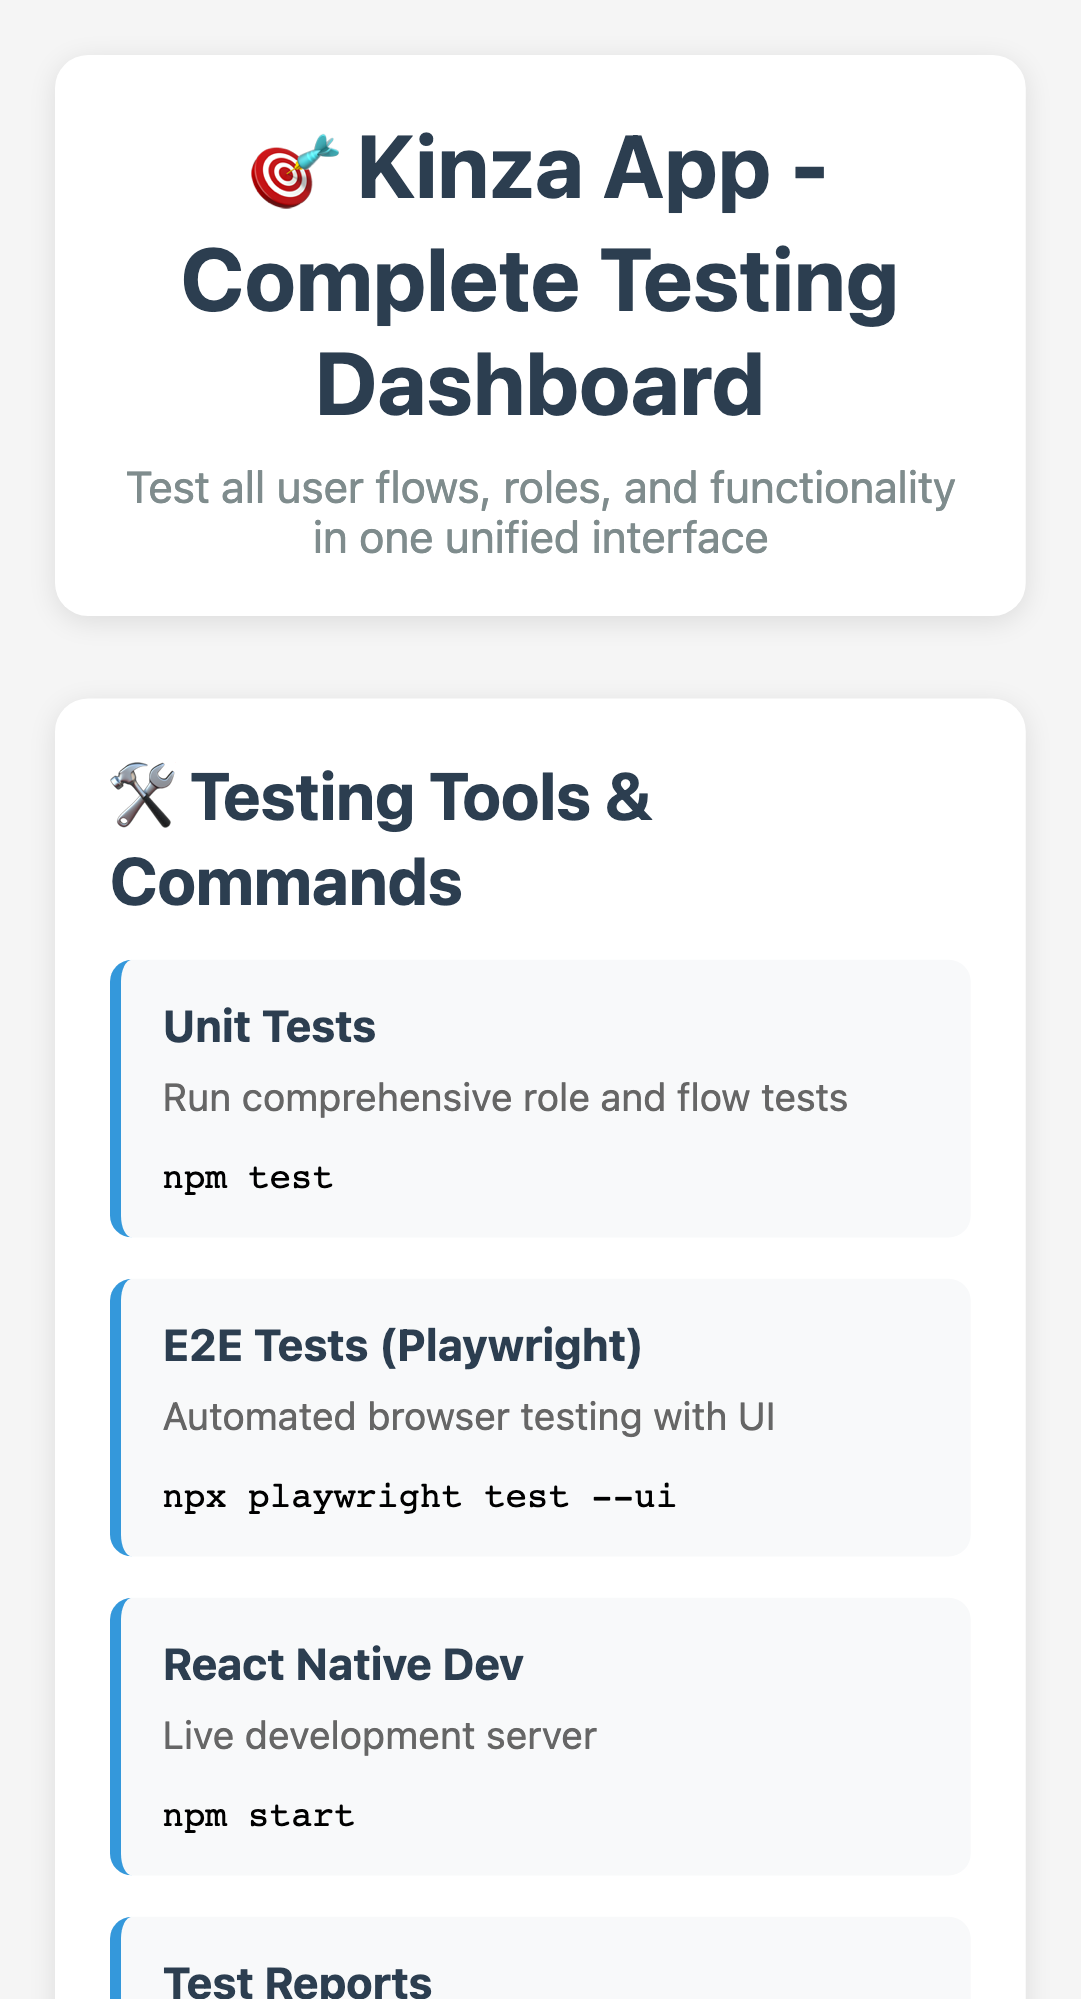 🎯 Kinza App -
Complete Testing
Dashboard
Test all user flows, roles, and functionality
in one unified interface
🛠️ Testing Tools &
Commands
Unit Tests
Run comprehensive role and flow tests
npm test
E2E Tests (Playwright)
Automated browser testing with UI
npx playwright test --ui
React Native Dev
Live development server
npm start
Test Reports